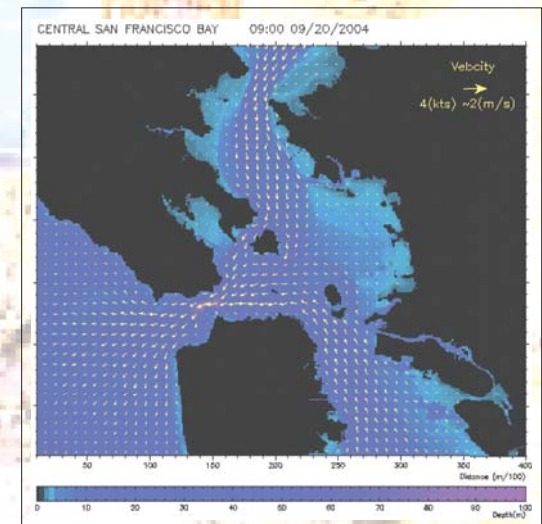 CENTRAL SAN FRANCISCO BAY 09:00 09/20/2004
Velocity
4(kts) ~2(m/s)
50 100 150 200 250 300 350 400
Distance (m/100)
0 10 20 30 40 50 60 70 80 90 100
Depth(m)